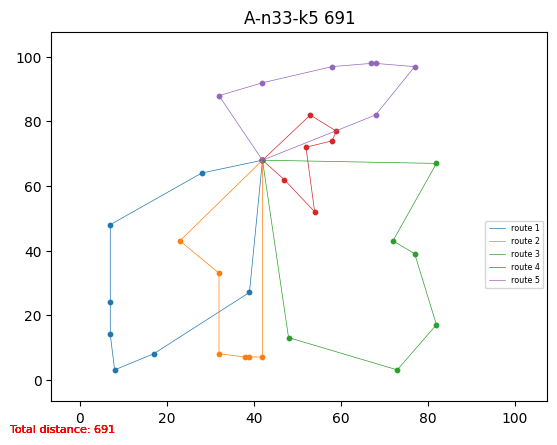 A-n33-k5 691
100
80
60
40
20
0
route 1
route 2
route 3
route 4
route 5
0 20 40 60 80 100
Total distance: 691